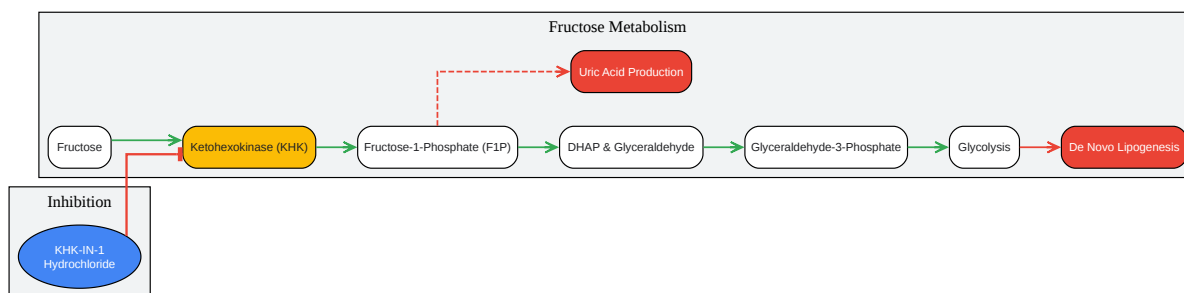 Fructose Metabolism
Uric Acid Production
Fructose
Ketohexokinase (KHK)
Fructose-1-Phosphate (F1P)
DHAP & Glyceraldehyde
Glyceraldehyde-3-Phosphate
Glycolysis
De Novo Lipogenesis
Inhibition
KHK-IN-1
Hydrochloride